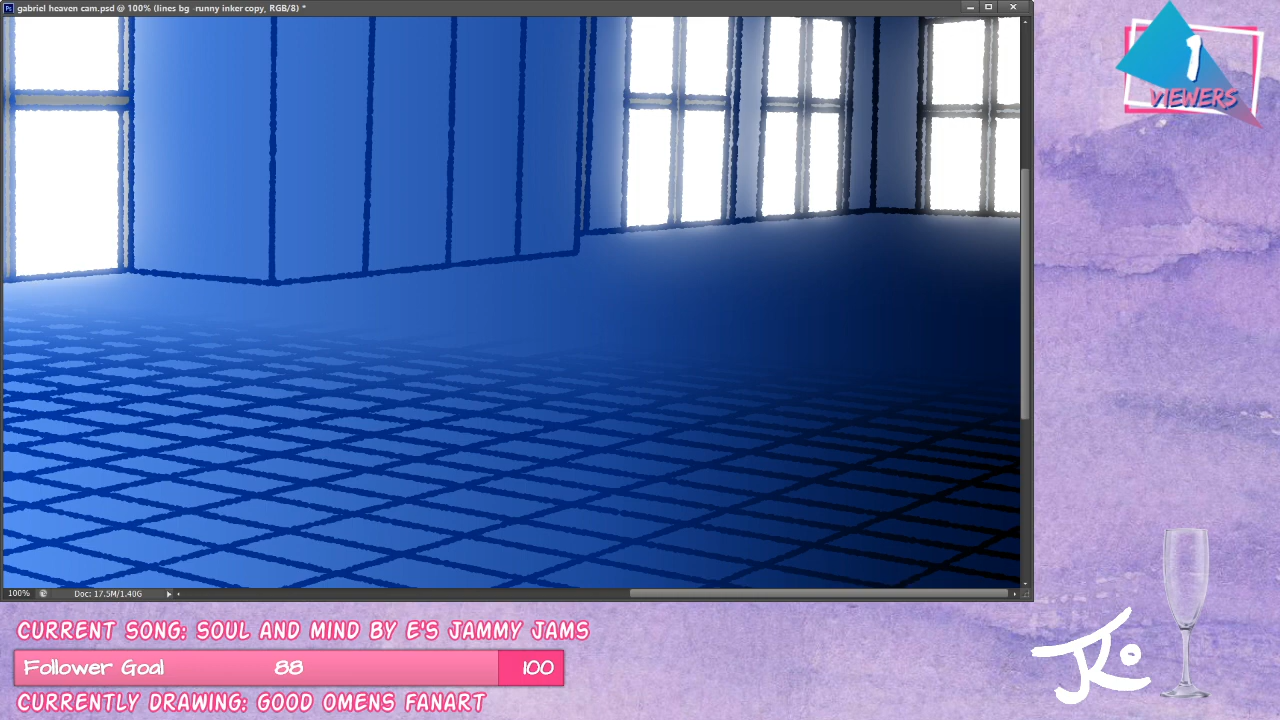 Ps gabriel heaven cam.psd @ 100% (lines bg -runny inker copy, RGB/8) *
1
VIEWERS
100% Doc: 17.5M/1.40G
CURRENT SONG: SOUL AND MIND BY E'S JAMMY JAMS
Follower Goal 88 100
CURRENTLY DRAWING: GOOD OMENS FANART